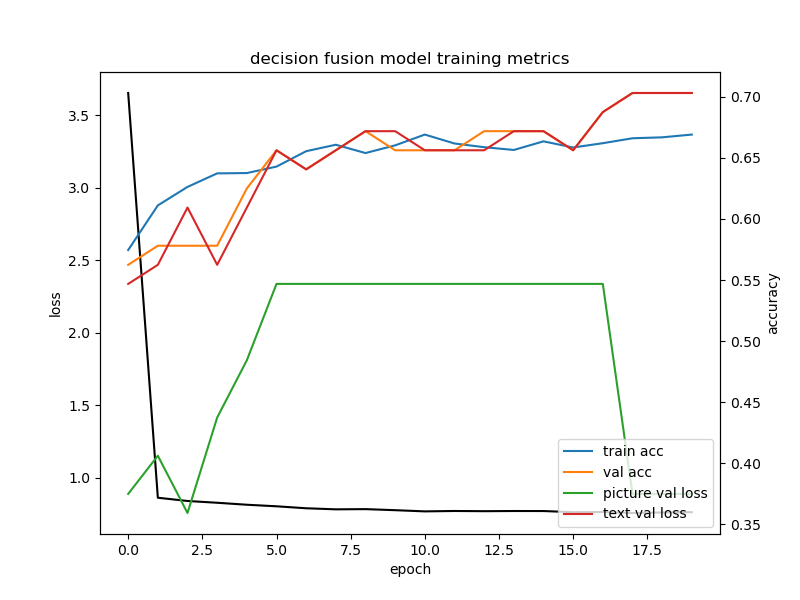 decision fusion model training metrics
3.5
3.0
2.5
2.0
1.5
1.0
loss
0.70
0.65
0.60
0.55
0.50
0.45
0.40
0.35
accuracy
train acc
val acc
picture val loss
text val loss
0.0 2.5 5.0 7.5 10.0 12.5 15.0 17.5
epoch